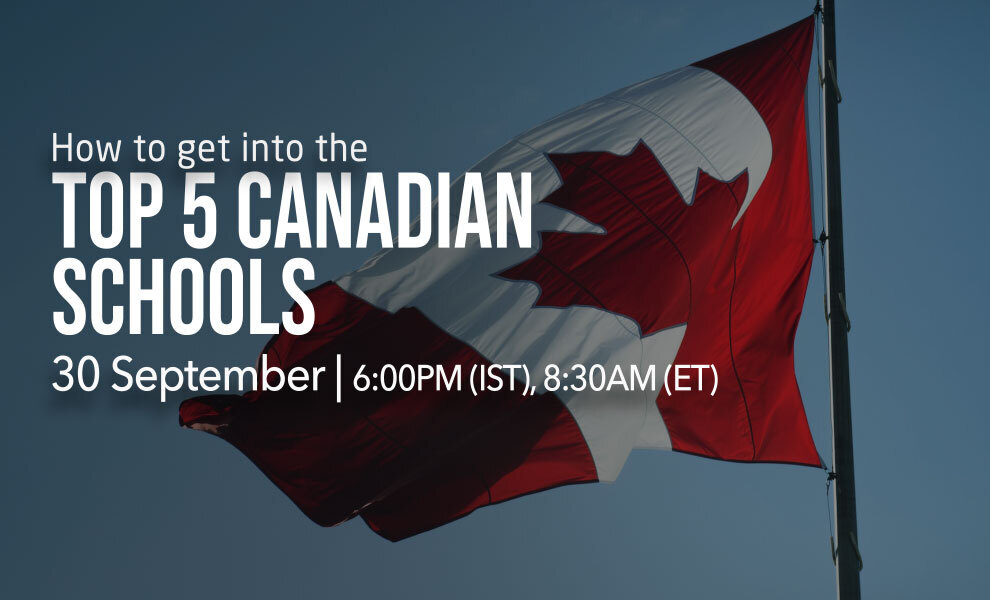 How to get into the
TOP 5 CANADIAN
SCHOOLS
30 September | 6:00PM (IST), 8:30AM (ET)